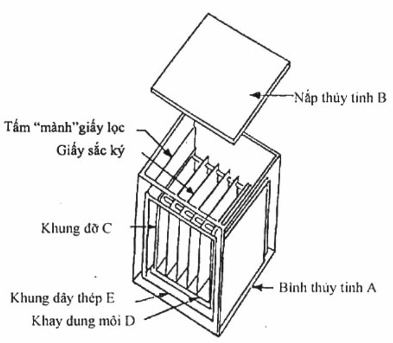 Nắp thủy tinh B
Tấm “mành”giấy lọc
Giấy sắc ký
Khung đỡ C
Khung dây thép E
Bình thủy tinh A
Khay dung môi D